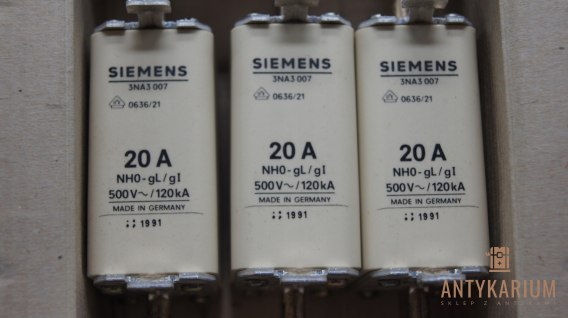 SIEMENS
3NA3 007
0636/21
20 A
NH0-gL/gI
500V~/120kA
MADE IN GERMANY
1991
SIEMENS
3NA3 007
0636/21
20 A
NH0-gL/gI
500V~/120kA
MADE IN GERMANY
1991
SIEMENS
3NA3 007
0636/21
20 A
NH0-gL/gI
500V~/120kA
MADE IN GERMANY
1991
ANTYKARIUM
SKLEP Z ANTYKAMI